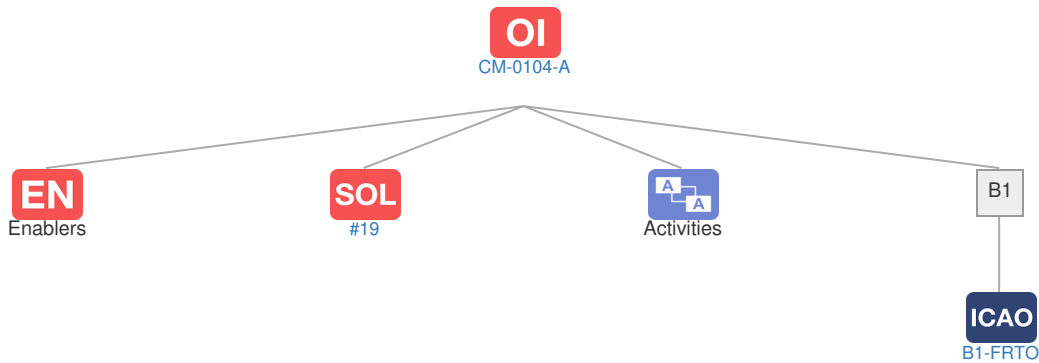 OI
CM-0104-A
EN
Enablers
SOL
#19
A
A
Activities
B1
ICAO
B1-FRTO